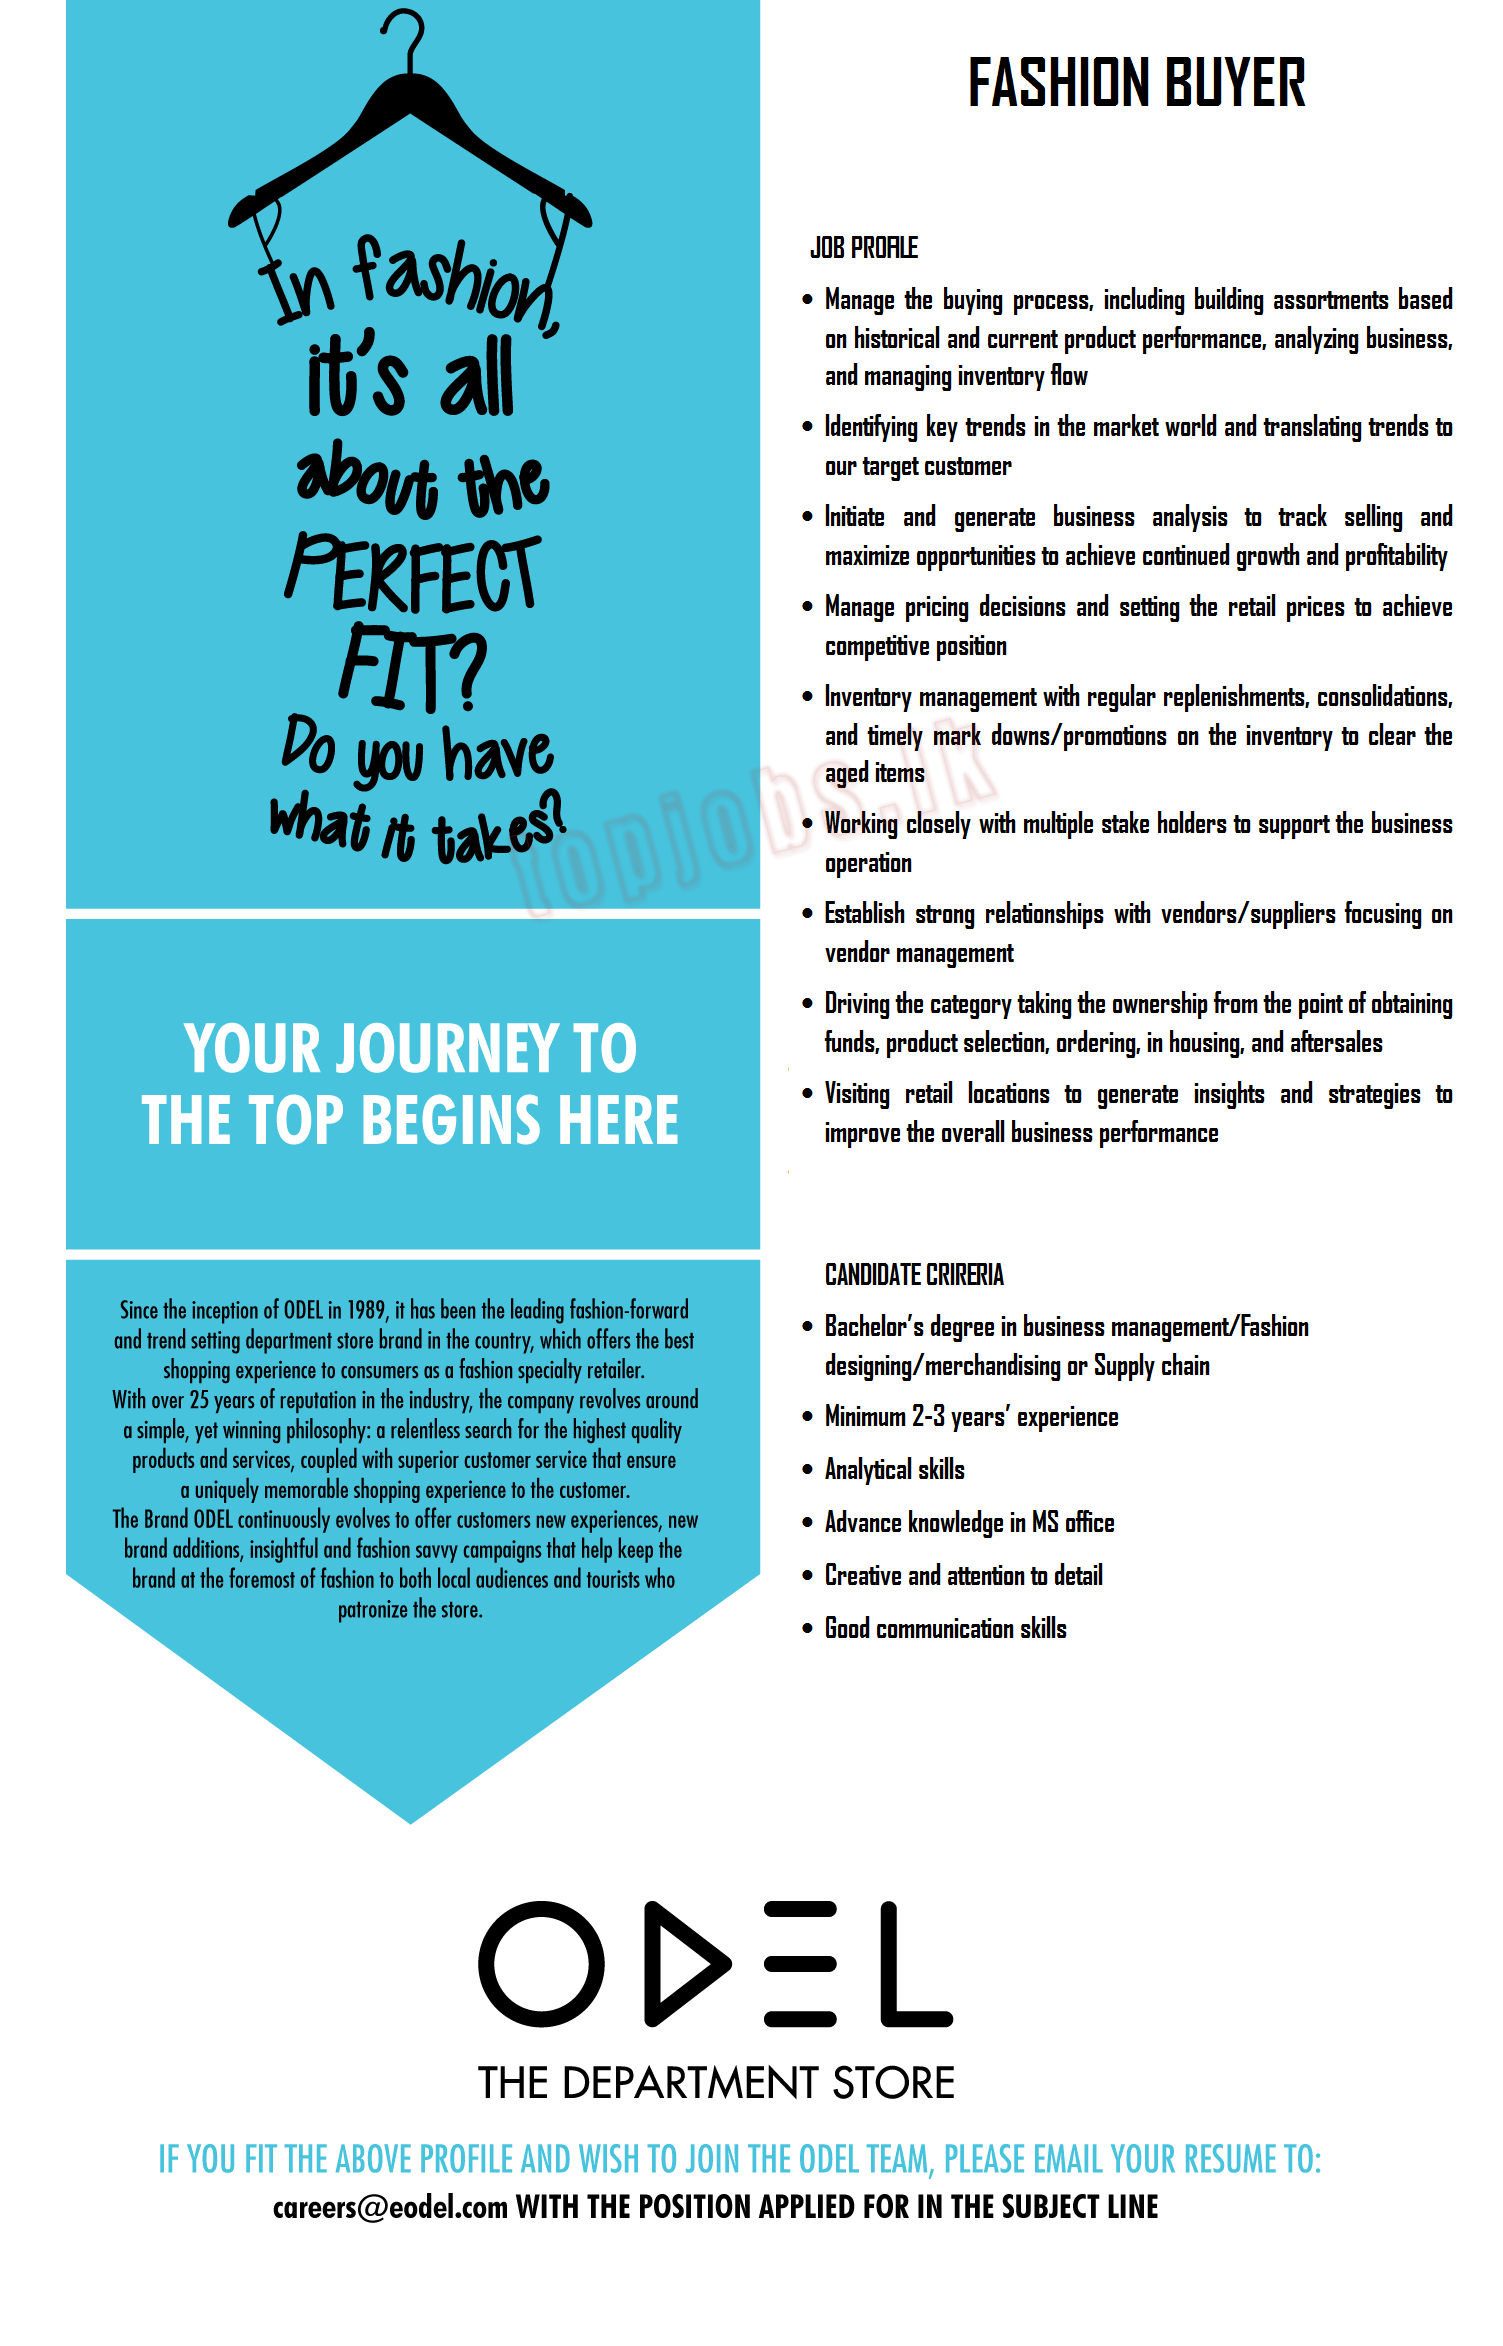 In fashion,
it's all
about the
PERFECT
FIT?
Do you have
what it takes?
YOUR JOURNEY TO
THE TOP BEGINS HERE
Since the inception of ODEL in 1989, it has been the leading fashion-forward
and trend setting department store brand in the country, which offers the best
shopping experience to consumers as a fashion specialty retailer.
With over 25 years of reputation in the industry, the company revolves around
a simple, yet winning philosophy: a relentless search for the highest quality
products and services, coupled with superior customer service that ensure
a uniquely memorable shopping experience to the customer.
The Brand ODEL continuously evolves to offer customers new experiences, new
brand additions, insightful and fashion savvy campaigns that help keep the
brand at the foremost of fashion to both local audiences and tourists who
patronize the store.
FASHION BUYER
JOB PROFILE
• Manage the buying process, including building assortments based
on historical and current product performance, analyzing business,
and managing inventory flow
• Identifying key trends in the market world and translating trends to
our target customer
• Initiate and generate business analysis to track selling and
maximize opportunities to achieve continued growth and profitability
• Manage pricing decisions and setting the retail prices to achieve
competitive position
• Inventory management with regular replenishments, consolidations,
and timely mark downs/promotions on the inventory to clear the
aged items
• Working closely with multiple stake holders to support the business
operation
• Establish strong relationships with vendors/suppliers focusing on
vendor management
• Driving the category taking the ownership from the point of obtaining
funds, product selection, ordering, in housing, and aftersales
• Visiting retail locations to generate insights and strategies to
improve the overall business performance
CANDIDATE CRIRERIA
• Bachelor's degree in business management/Fashion
designing/merchandising or Supply chain
• Minimum 2-3 years' experience
• Analytical skills
• Advance knowledge in MS office
• Creative and attention to detail
• Good communication skills
Topjobs.lk
ODEL
THE DEPARTMENT STORE
IF YOU FIT THE ABOVE PROFILE AND WISH TO JOIN THE ODEL TEAM, PLEASE EMAIL YOUR RESUME TO:
careers@eodel.com WITH THE POSITION APPLIED FOR IN THE SUBJECT LINE